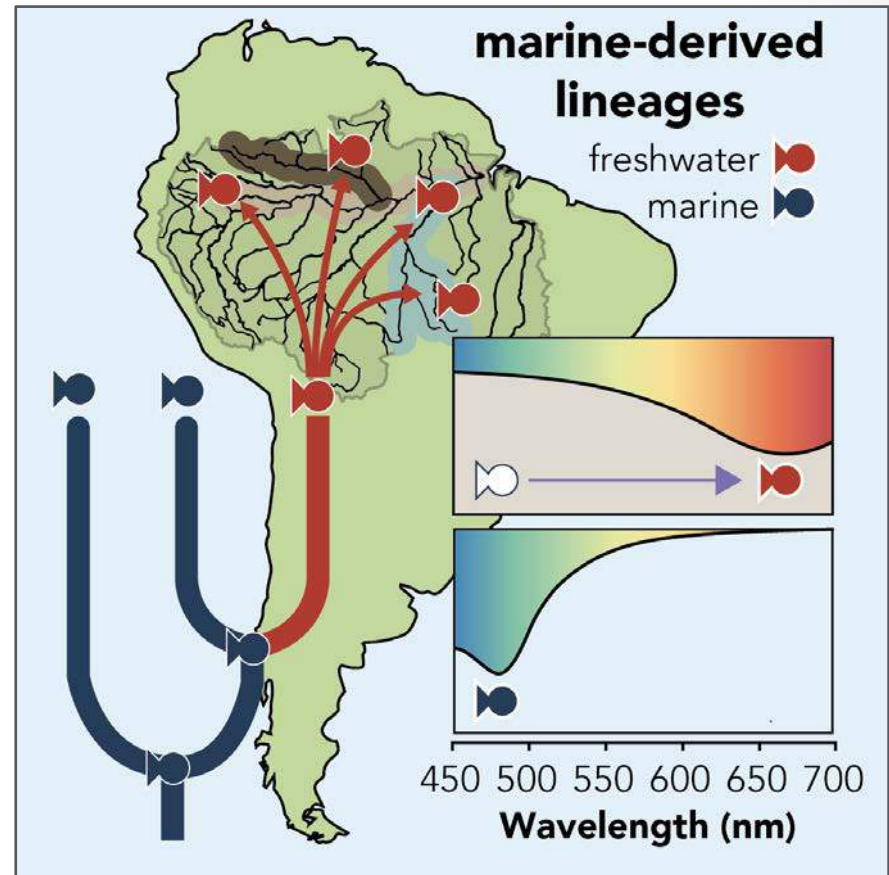 marine-derived
lineages
freshwater
marine
450 500 550 600 650 700
Wavelength (nm)